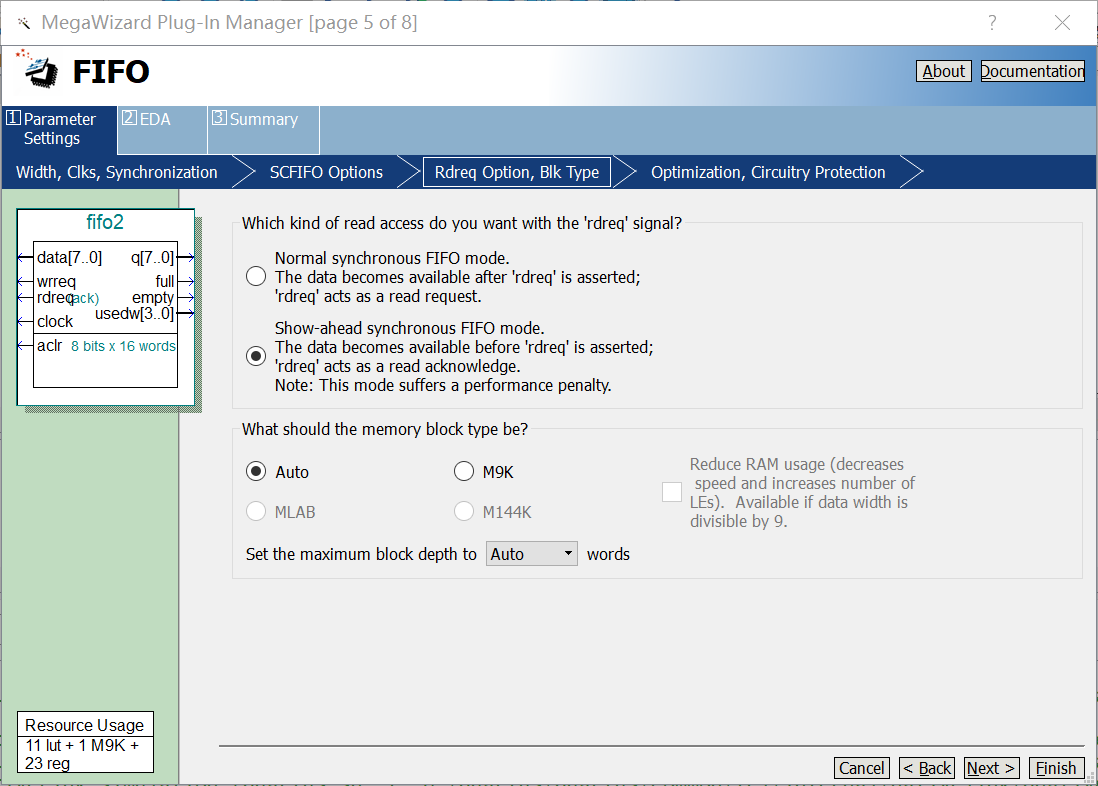 MegaWizard Plug-In Manager [page 5 of 8]
?
FIFO
About
Documentation
1 Parameter
Settings
2 EDA
3 Summary
Width, Clks, Synchronization
SCFIFO Options
Rdreq Option, Blk Type
Optimization, Circuitry Protection
fifo2
data[7..0] q[7..0]
wrreq full
rdreq(ack) empty
usedw[3..0]
clock
aclr 8 bits x 16 words
Which kind of read access do you want with the 'rdreq' signal?
Normal synchronous FIFO mode.
The data becomes available after 'rdreq' is asserted;
'rdreq' acts as a read request.
Show-ahead synchronous FIFO mode.
The data becomes available before 'rdreq' is asserted;
'rdreq' acts as a read acknowledge.
Note: This mode suffers a performance penalty.
What should the memory block type be?
Auto
M9K
MLAB
M144K
Reduce RAM usage (decreases
speed and increases number of
LEs). Available if data width is
divisible by 9.
Set the maximum block depth to Auto words
Resource Usage
11 lut + 1 M9K +
23 reg
Cancel
< Back
Next >
Finish